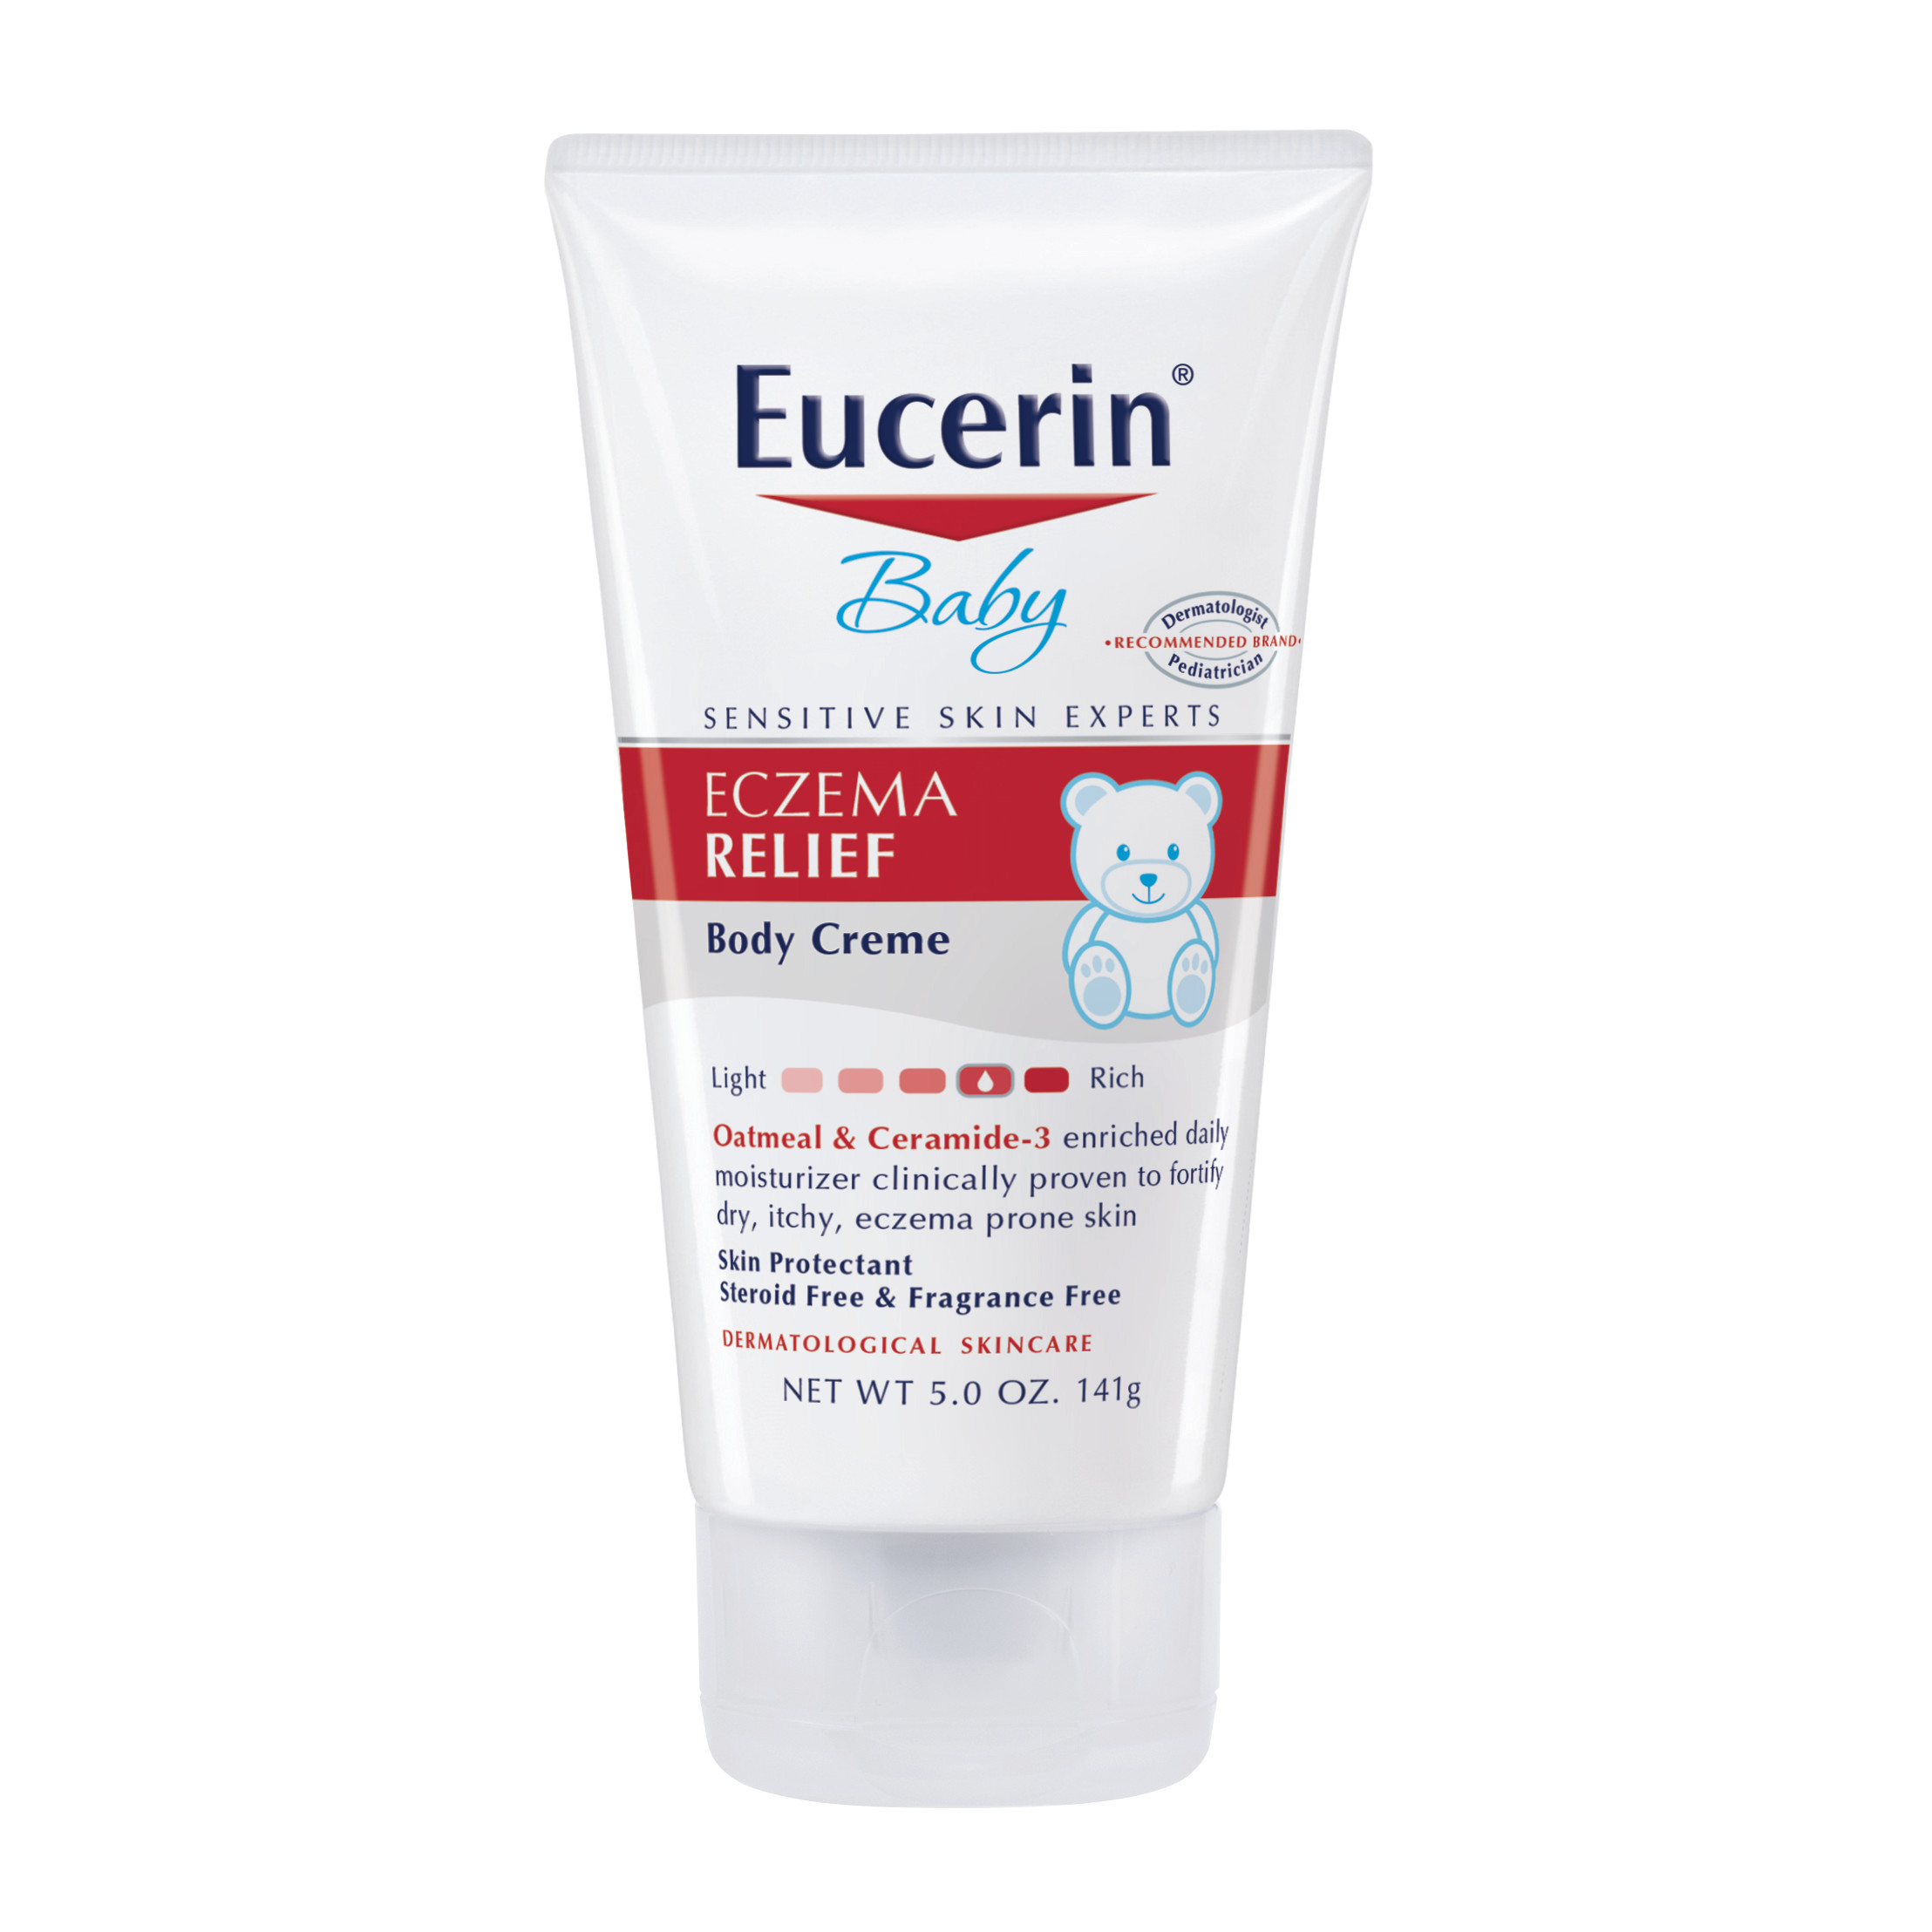 Eucerin®
Baby
Dermatologist
•RECOMMENDED BRAND•
Pediatrician
SENSITIVE SKIN EXPERTS
ECZEMA
RELIEF
Body Creme
Light Rich
Oatmeal & Ceramide-3 enriched daily
moisturizer clinically proven to fortify
dry, itchy, eczema prone skin
Skin Protectant
Steroid Free & Fragrance Free
DERMATOLOGICAL SKINCARE
NET WT 5.0 OZ. 141g